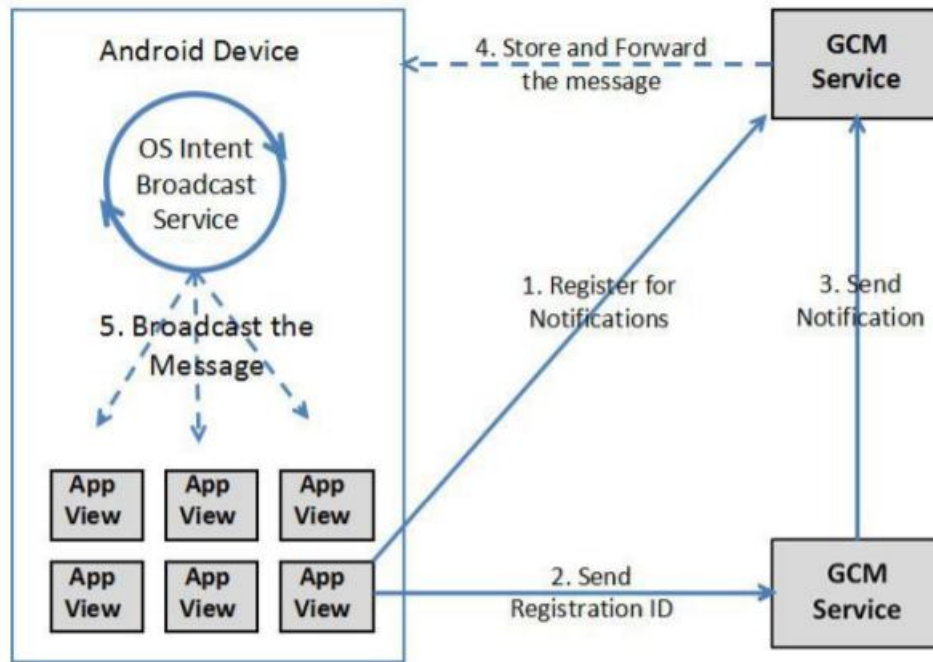 Android Device
OS Intent
Broadcast
Service
5. Broadcast the
Message
App
View
App
View
App
View
App
View
App
View
App
View
4. Store and Forward
the message
GCM
Service
1. Register for
Notifications
3. Send
Notification
2. Send
Registration ID
GCM
Service